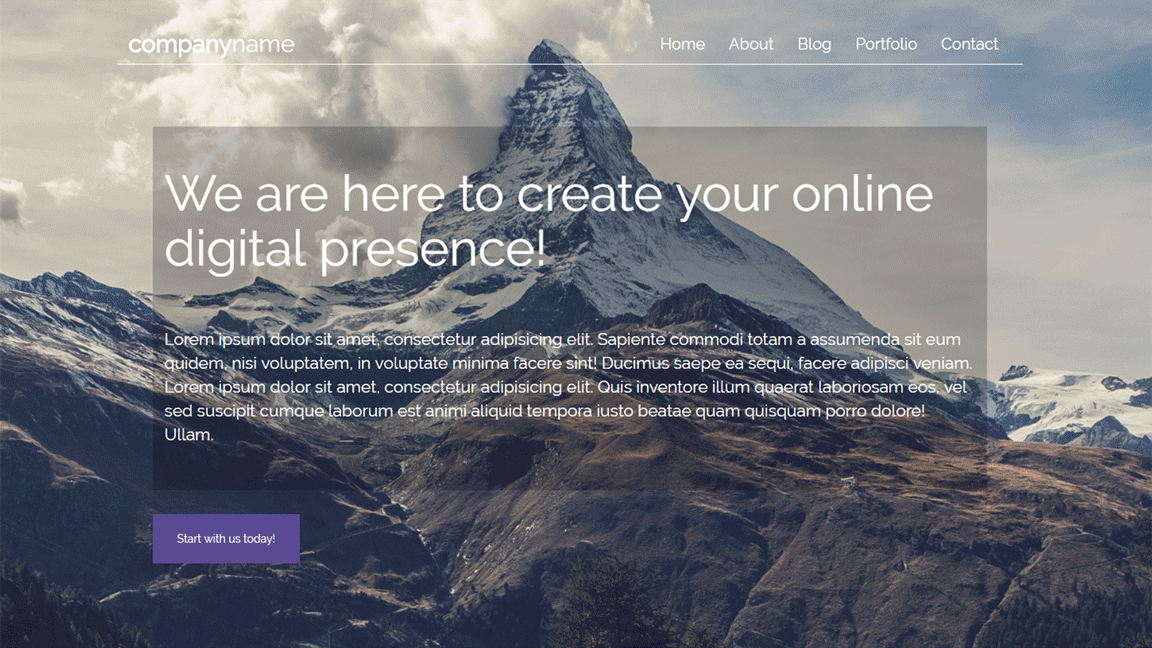 companyname
Home About Blog Portfolio Contact
We are here to create your online
digital presence!
Lorem ipsum dolor sit amet, consectetur adipisicing elit. Sapiente commodi totam a assumenda sit eum
quidem, nisi voluptatem, in voluptate minima facere sint! Ducimus saepe ea sequi, facere adipisci veniam.
Lorem ipsum dolor sit amet, consectetur adipisicing elit. Quis inventore illum quaerat laboriosam eos, vel
sed suscipit cumque laborum est animi aliquid tempora iusto beatae quam quisquam porro dolore!
Ullam.
Start with us today!